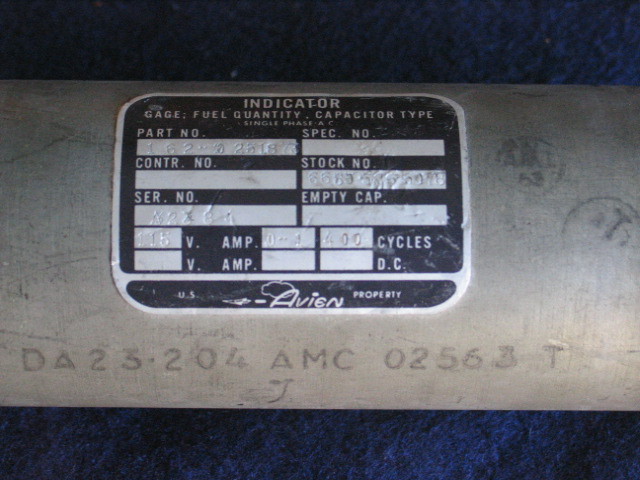 INDICATOR
GAGE; FUEL QUANTITY, CAPACITOR TYPE
SINGLE PHASE A C
PART NO. SPEC. NO.
CONTR. NO. STOCK NO.
SER. NO. EMPTY CAP.
115 V. AMP. 400 CYCLES
V. AMP. D.C.
U.S. Avien PROPERTY
DA23-204 AMC 02563 T